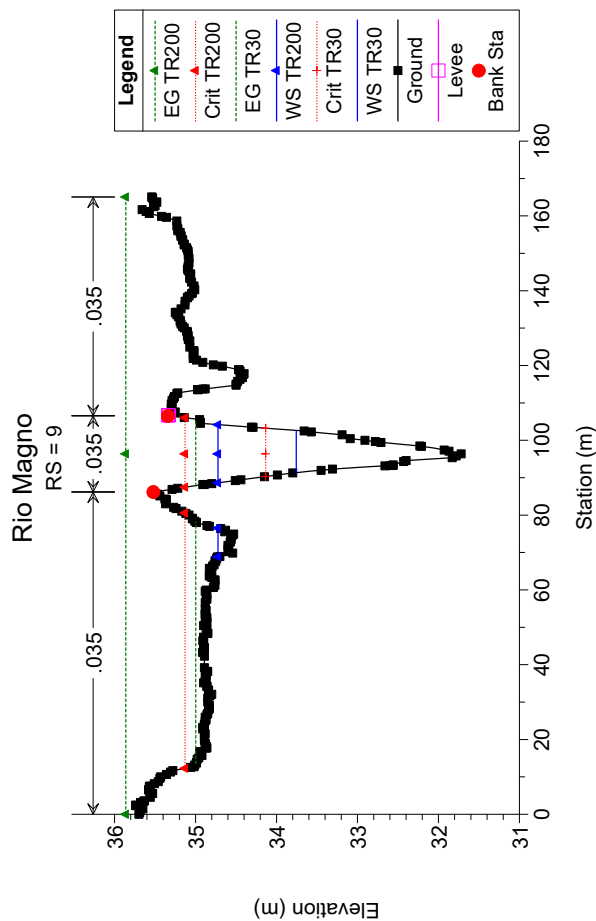 Rio Magno
RS = 9
.035
.035
.035
Legend
EG TR200
Crit TR200
EG TR30
WS TR200
Crit TR30
WS TR30
Ground
Levee
Bank Sta
36
35
34
33
32
31
Elevation (m)
0
20
40
60
80
100
120
140
160
180
Station (m)